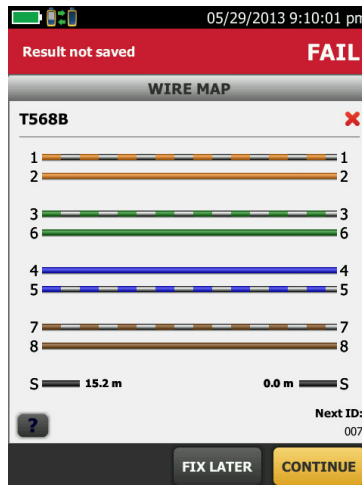 05/29/2013 9:10:01 pm
Result not saved FAIL
WIRE MAP
T568B
1 1
2 2
3 3
6 6
4 4
5 5
7 7
8 8
S 15.2 m 0.0 m S
Next ID:
? 007
FIX LATER CONTINUE